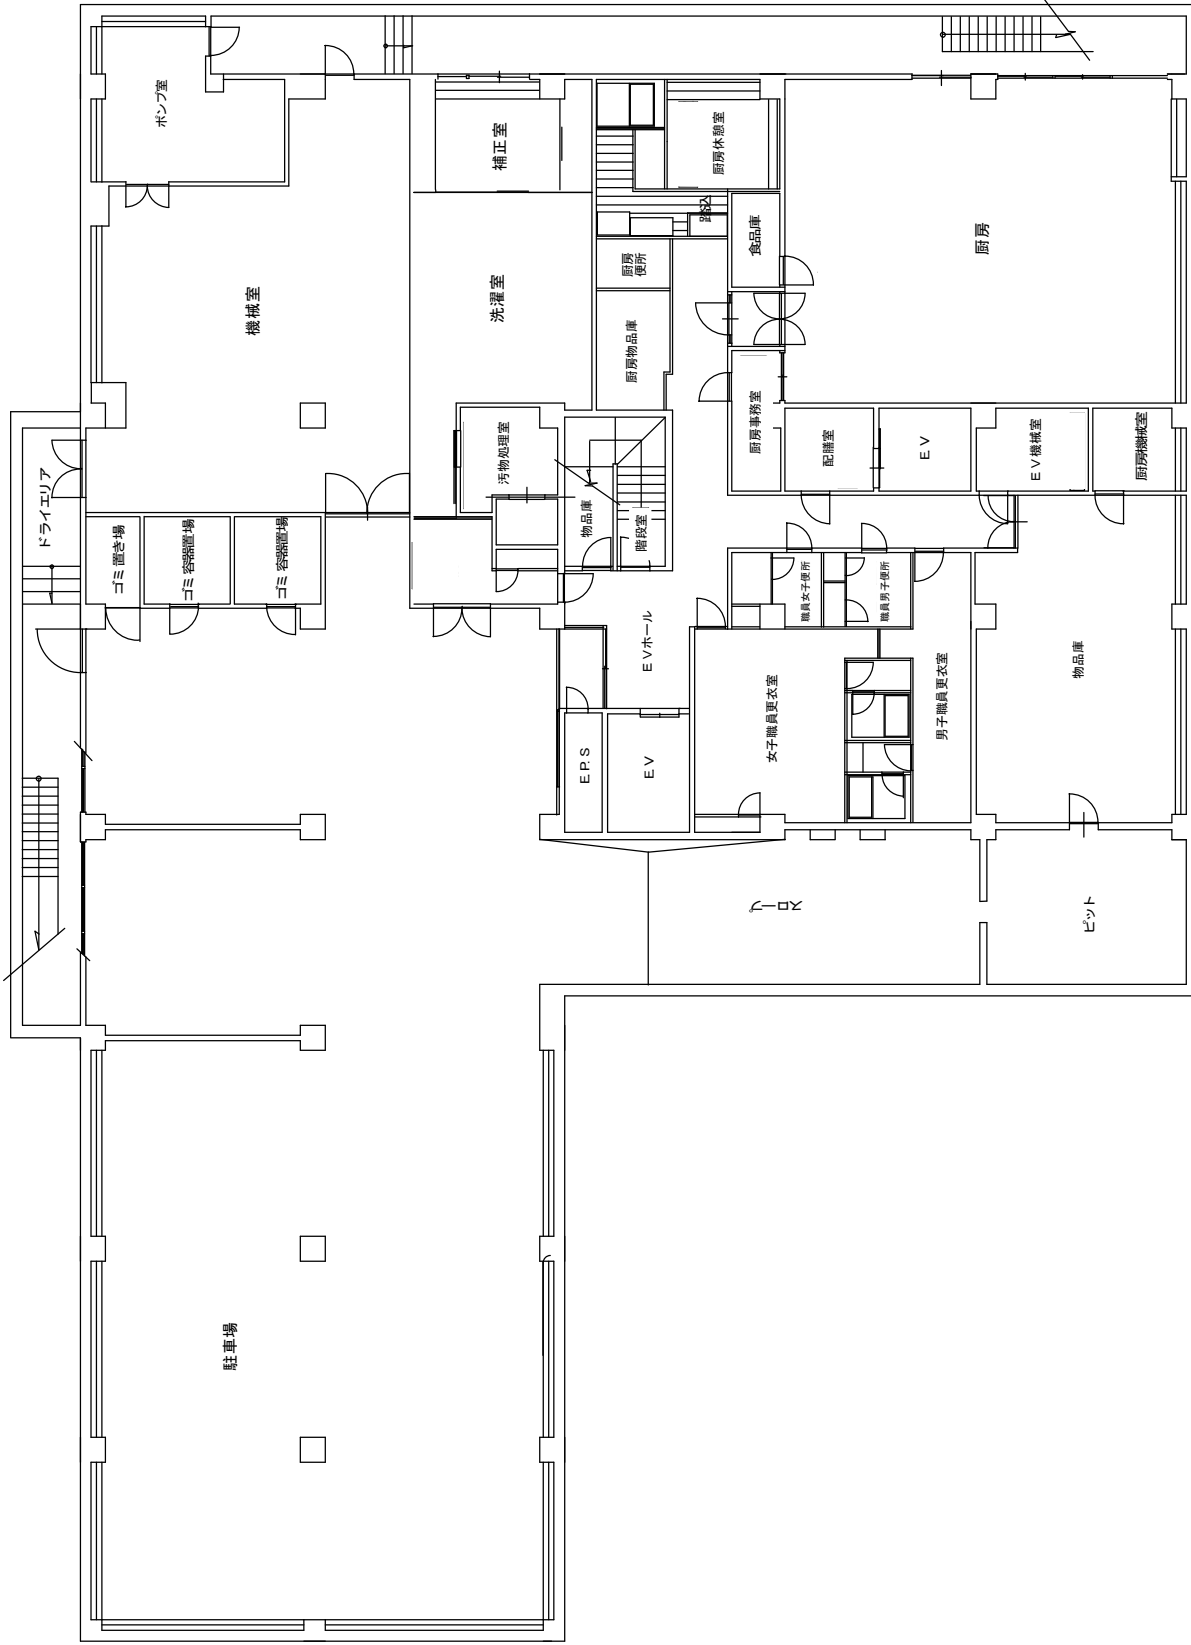 ポンプ室
補正室
厨房休憩室
踏込
食品庫
厨房
機械室
洗濯室
厨房
便所
厨房物品庫
厨房事務室
配膳室
EV
EV機械室
厨房機械室
汚物処理室
物品庫
階段室
ドライエリア
ゴミ置き場
ゴミ容器置場
ゴミ容器置場
職員女子便所
職員男子便所
EVホール
女子職員更衣室
男子職員更衣室
物品庫
E.P.S
EV
スロープ
ピット
駐車場